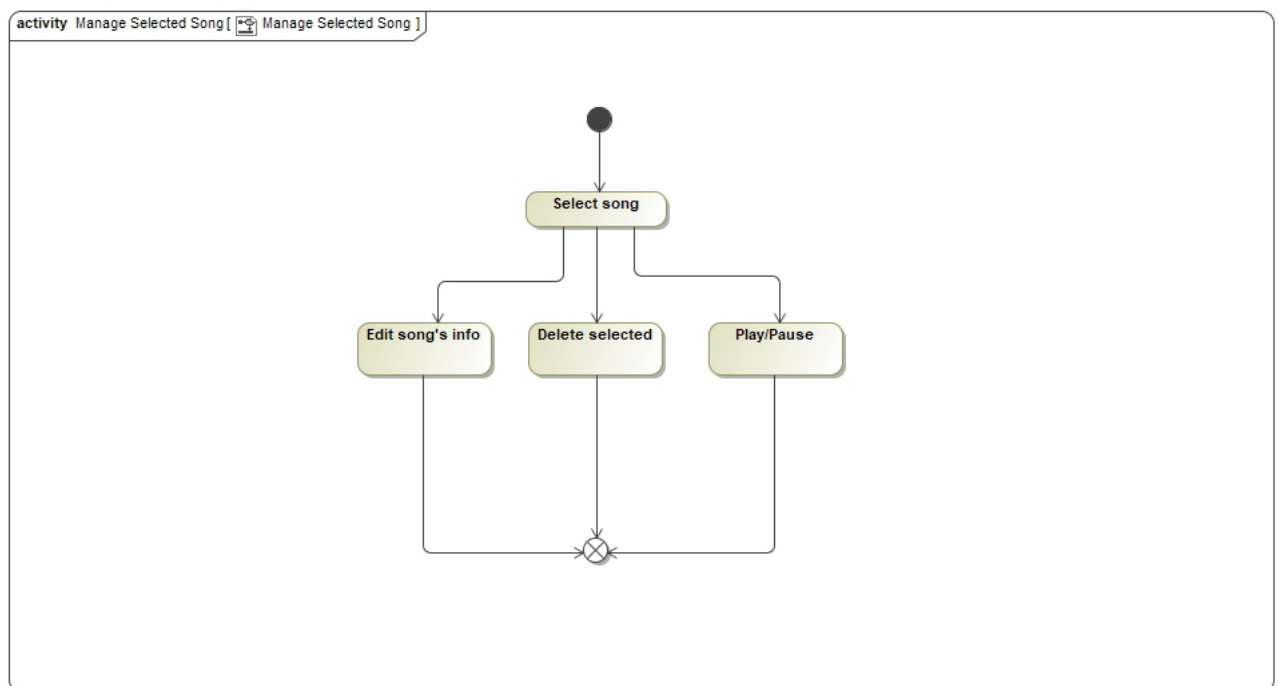 activity Manage Selected Song [ Manage Selected Song ]
Select song
Edit song's info
Delete selected
Play/Pause